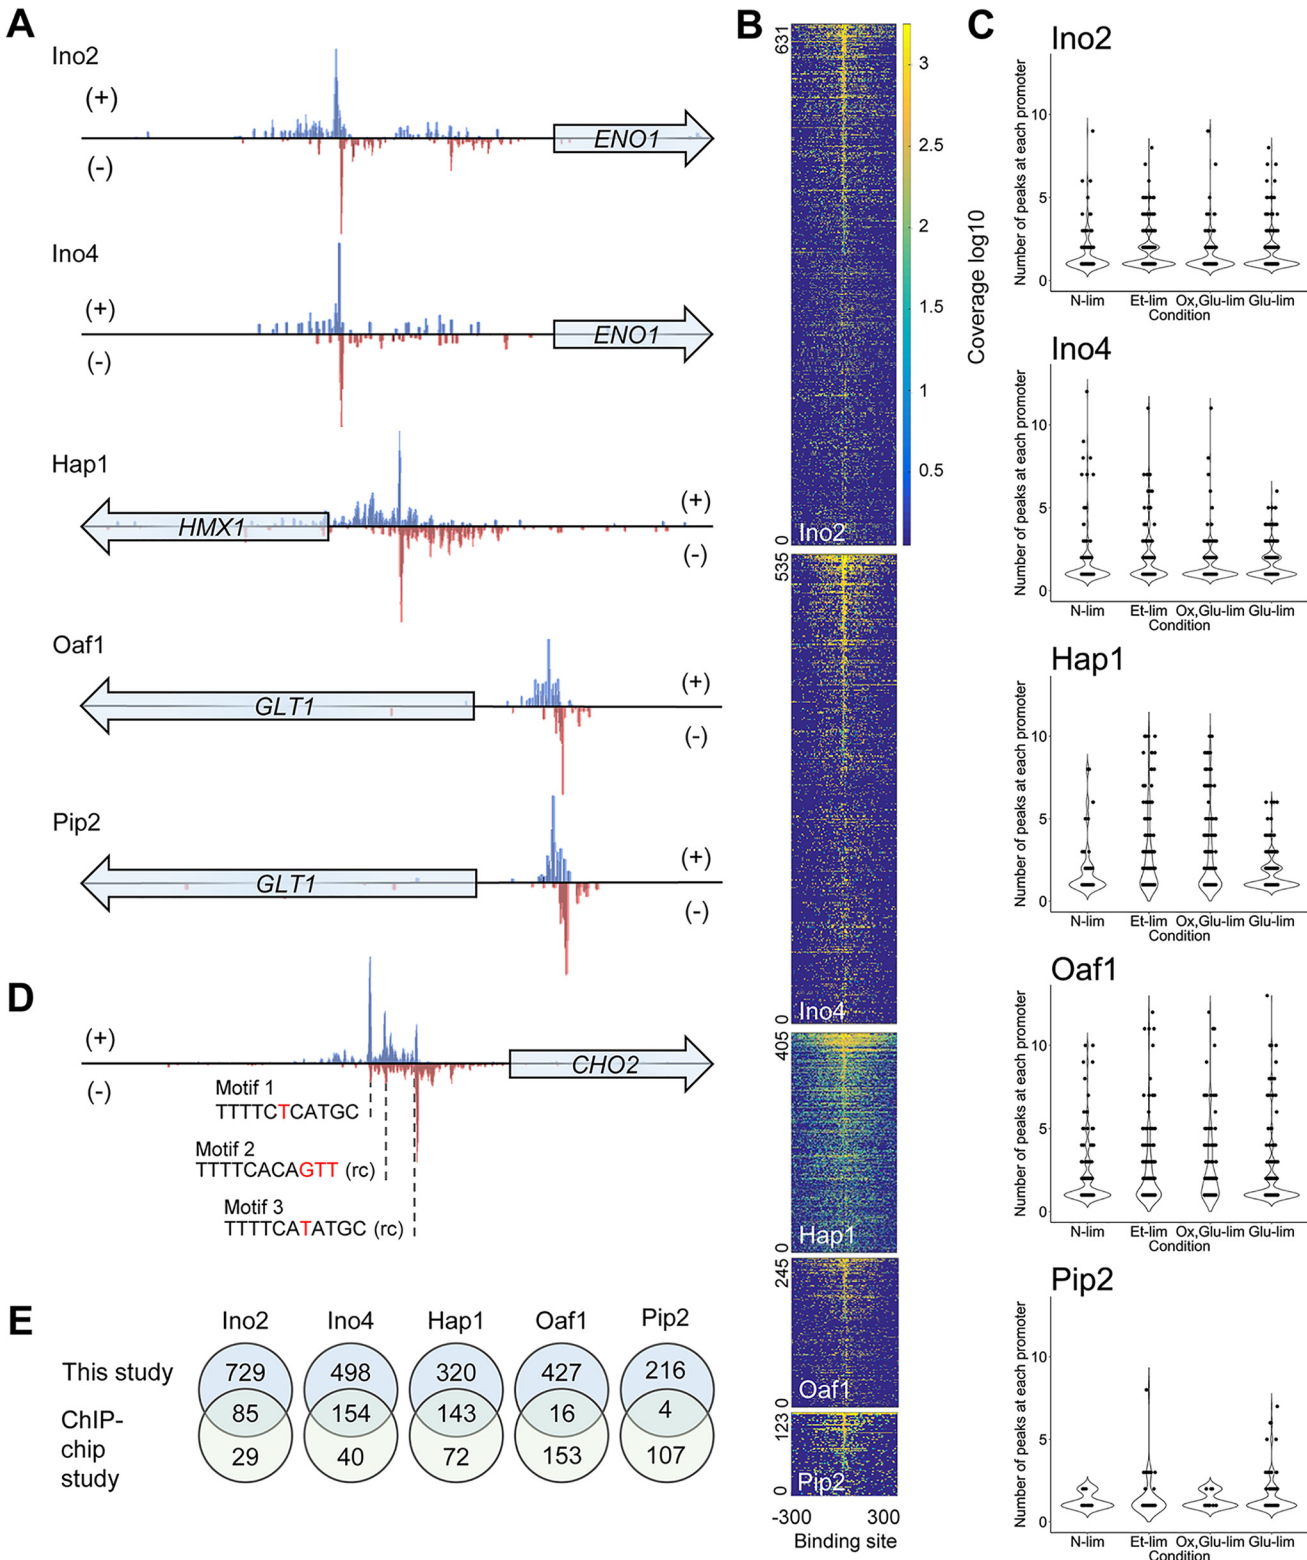 A
Ino2
(+)
(-)
ENO1
Ino4
(+)
(-)
ENO1
Hap1
(+)
(-)
HMX1
Oaf1
(+)
(-)
GLT1
Pip2
(+)
(-)
GLT1
B
631
0
Ino2
535
0
Ino4
405
0
Hap1
245
0
Oaf1
123
0
Pip2
-300
300
Binding site
3
2.5
2
1.5
1
0.5
Coverage log10
C
Ino2
Number of peaks at each promoter
10
5
0
N-lim Et-lim Ox,Glu-lim Glu-lim
Condition
Ino4
Number of peaks at each promoter
10
5
0
N-lim Et-lim Ox,Glu-lim Glu-lim
Condition
Hap1
Number of peaks at each promoter
10
5
0
N-lim Et-lim Ox,Glu-lim Glu-lim
Condition
Oaf1
Number of peaks at each promoter
10
5
0
N-lim Et-lim Ox,Glu-lim Glu-lim
Condition
Pip2
Number of peaks at each promoter
10
5
0
N-lim Et-lim Ox,Glu-lim Glu-lim
Condition
D
(+)
(-)
CHO2
Motif 1
TTTTCTCATGC
Motif 2
TTTTCACAGTT (rc)
Motif 3
TTTTCATATGC (rc)
E
Ino2 Ino4 Hap1 Oaf1 Pip2
This study
729 498 320 427 216
85 154 143 16 4
ChIP-
chip
study
29 40 72 153 107